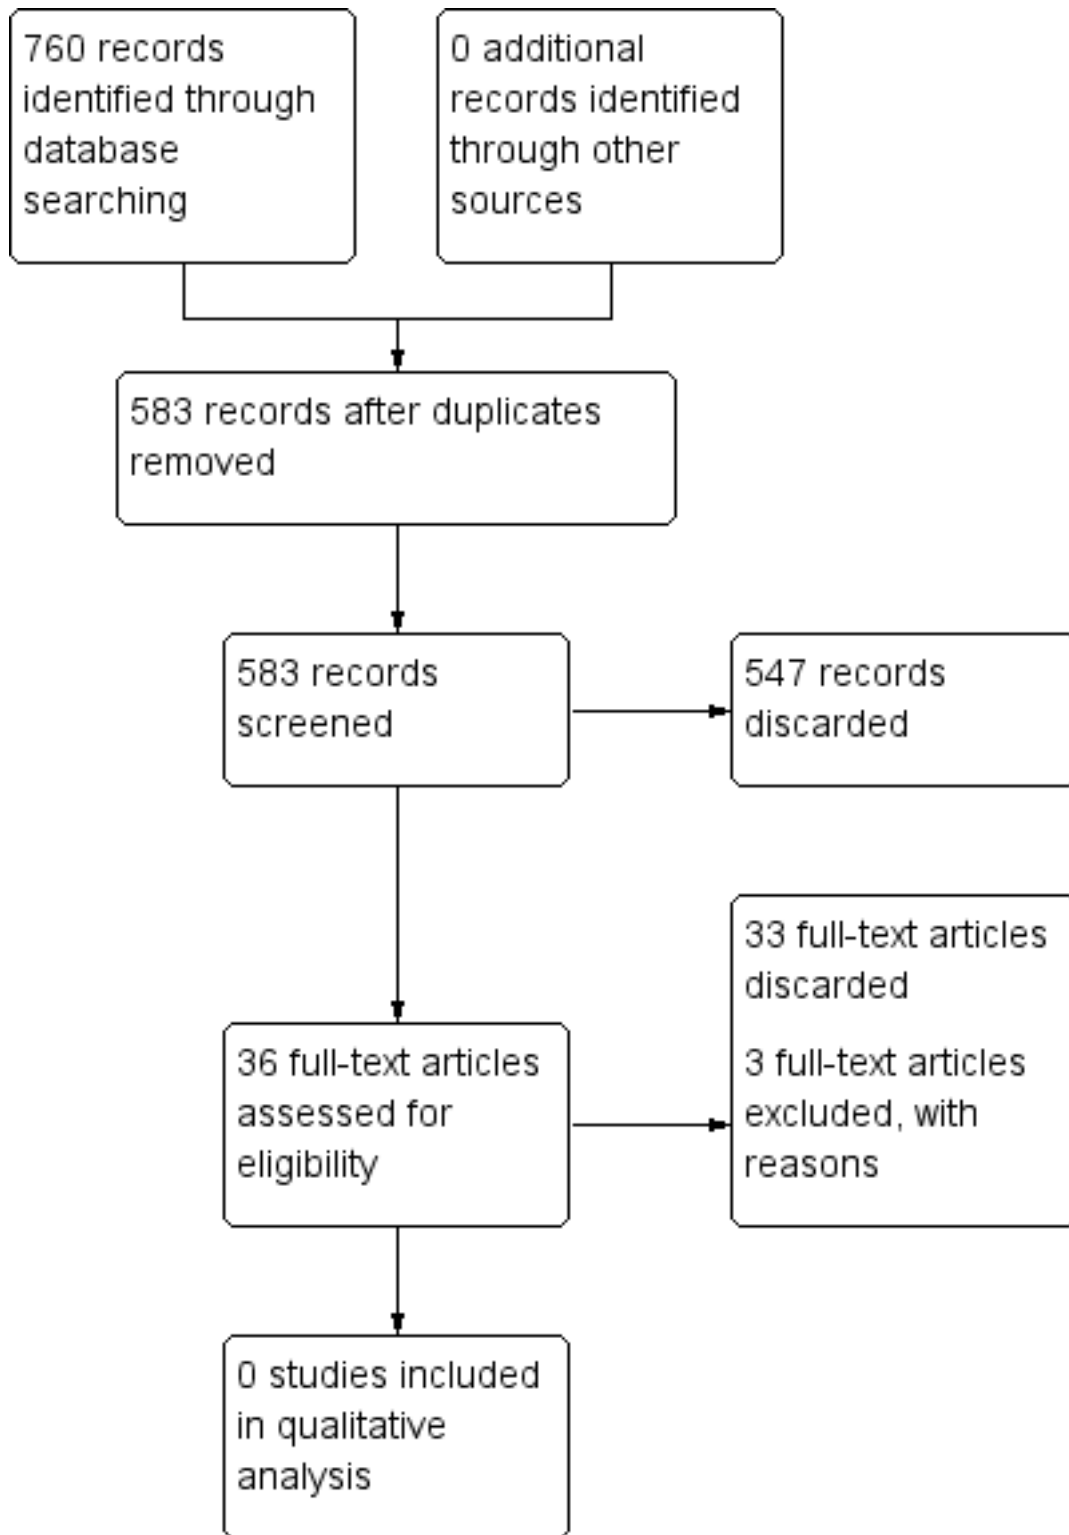 760 records
identified through
database
searching
0 additional
records identified
through other
sources
583 records after duplicates
removed
583 records
screened
547 records
discarded
36 full-text articles
assessed for
eligibility
33 full-text articles
discarded
3 full-text articles
excluded, with
reasons
0 studies included
in qualitative
analysis